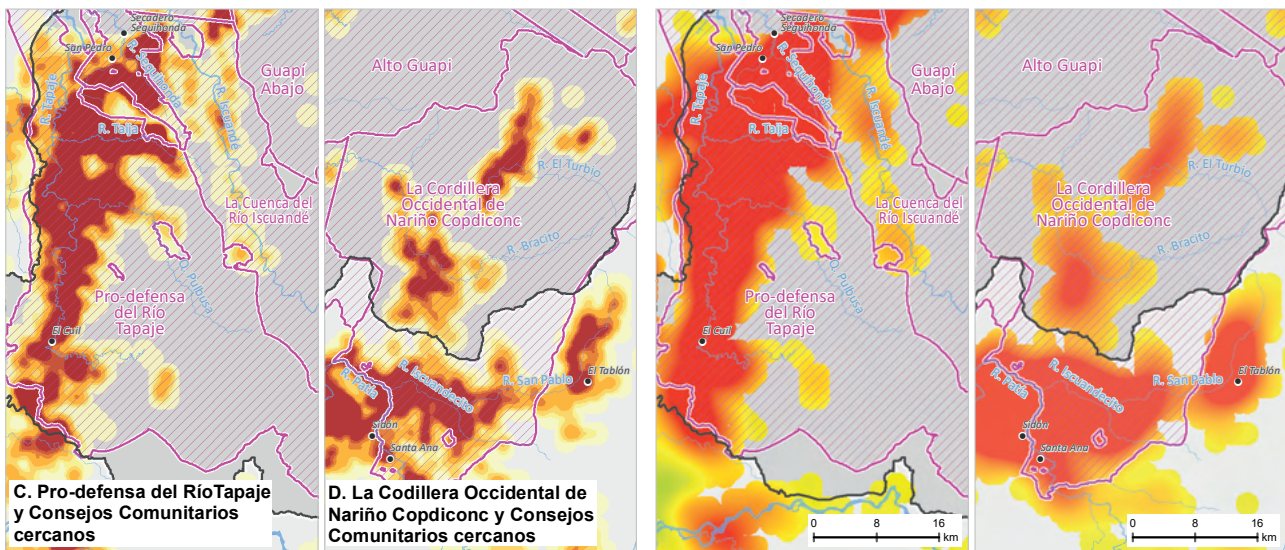 Secadero
Seguihonda
San Pedro
R. Seguihonda
R. Tapaje
R. Taija
R. Iscuandé
Guapí
Abajo
La Cuenca del
Río Iscuandé
Q. Pulbusa
Pro-defensa
del Río
Tapaje
El Cuil
C. Pro-defensa del RíoTapaje
y Consejos Comunitarios
cercanos
Alto Guapi
R. El Turbio
La Cordillera
Occidental de
Nariño Copdiconc
R. Bracito
R. Patía
R. Iscuandecito
R. San Pablo
El Tablón
Sidón
Santa Ana
D. La Codillera Occidental de
Nariño Copdiconc y Consejos
Comunitarios cercanos
Secadero
Seguihonda
San Pedro
R. Seguihonda
R. Tapaje
R. Taija
R. Iscuandé
Guapí
Abajo
La Cuenca del
Río Iscuandé
Q. Pulbusa
Pro-defensa
del Río
Tapaje
El Cuil
0 8 16
km
Alto Guapi
R. El Turbio
La Cordillera
Occidental de
Nariño Copdiconc
R. Bracito
R. Patía
R. Iscuandecito
R. San Pablo
El Tablón
Sidón
Santa Ana
0 8 16
km